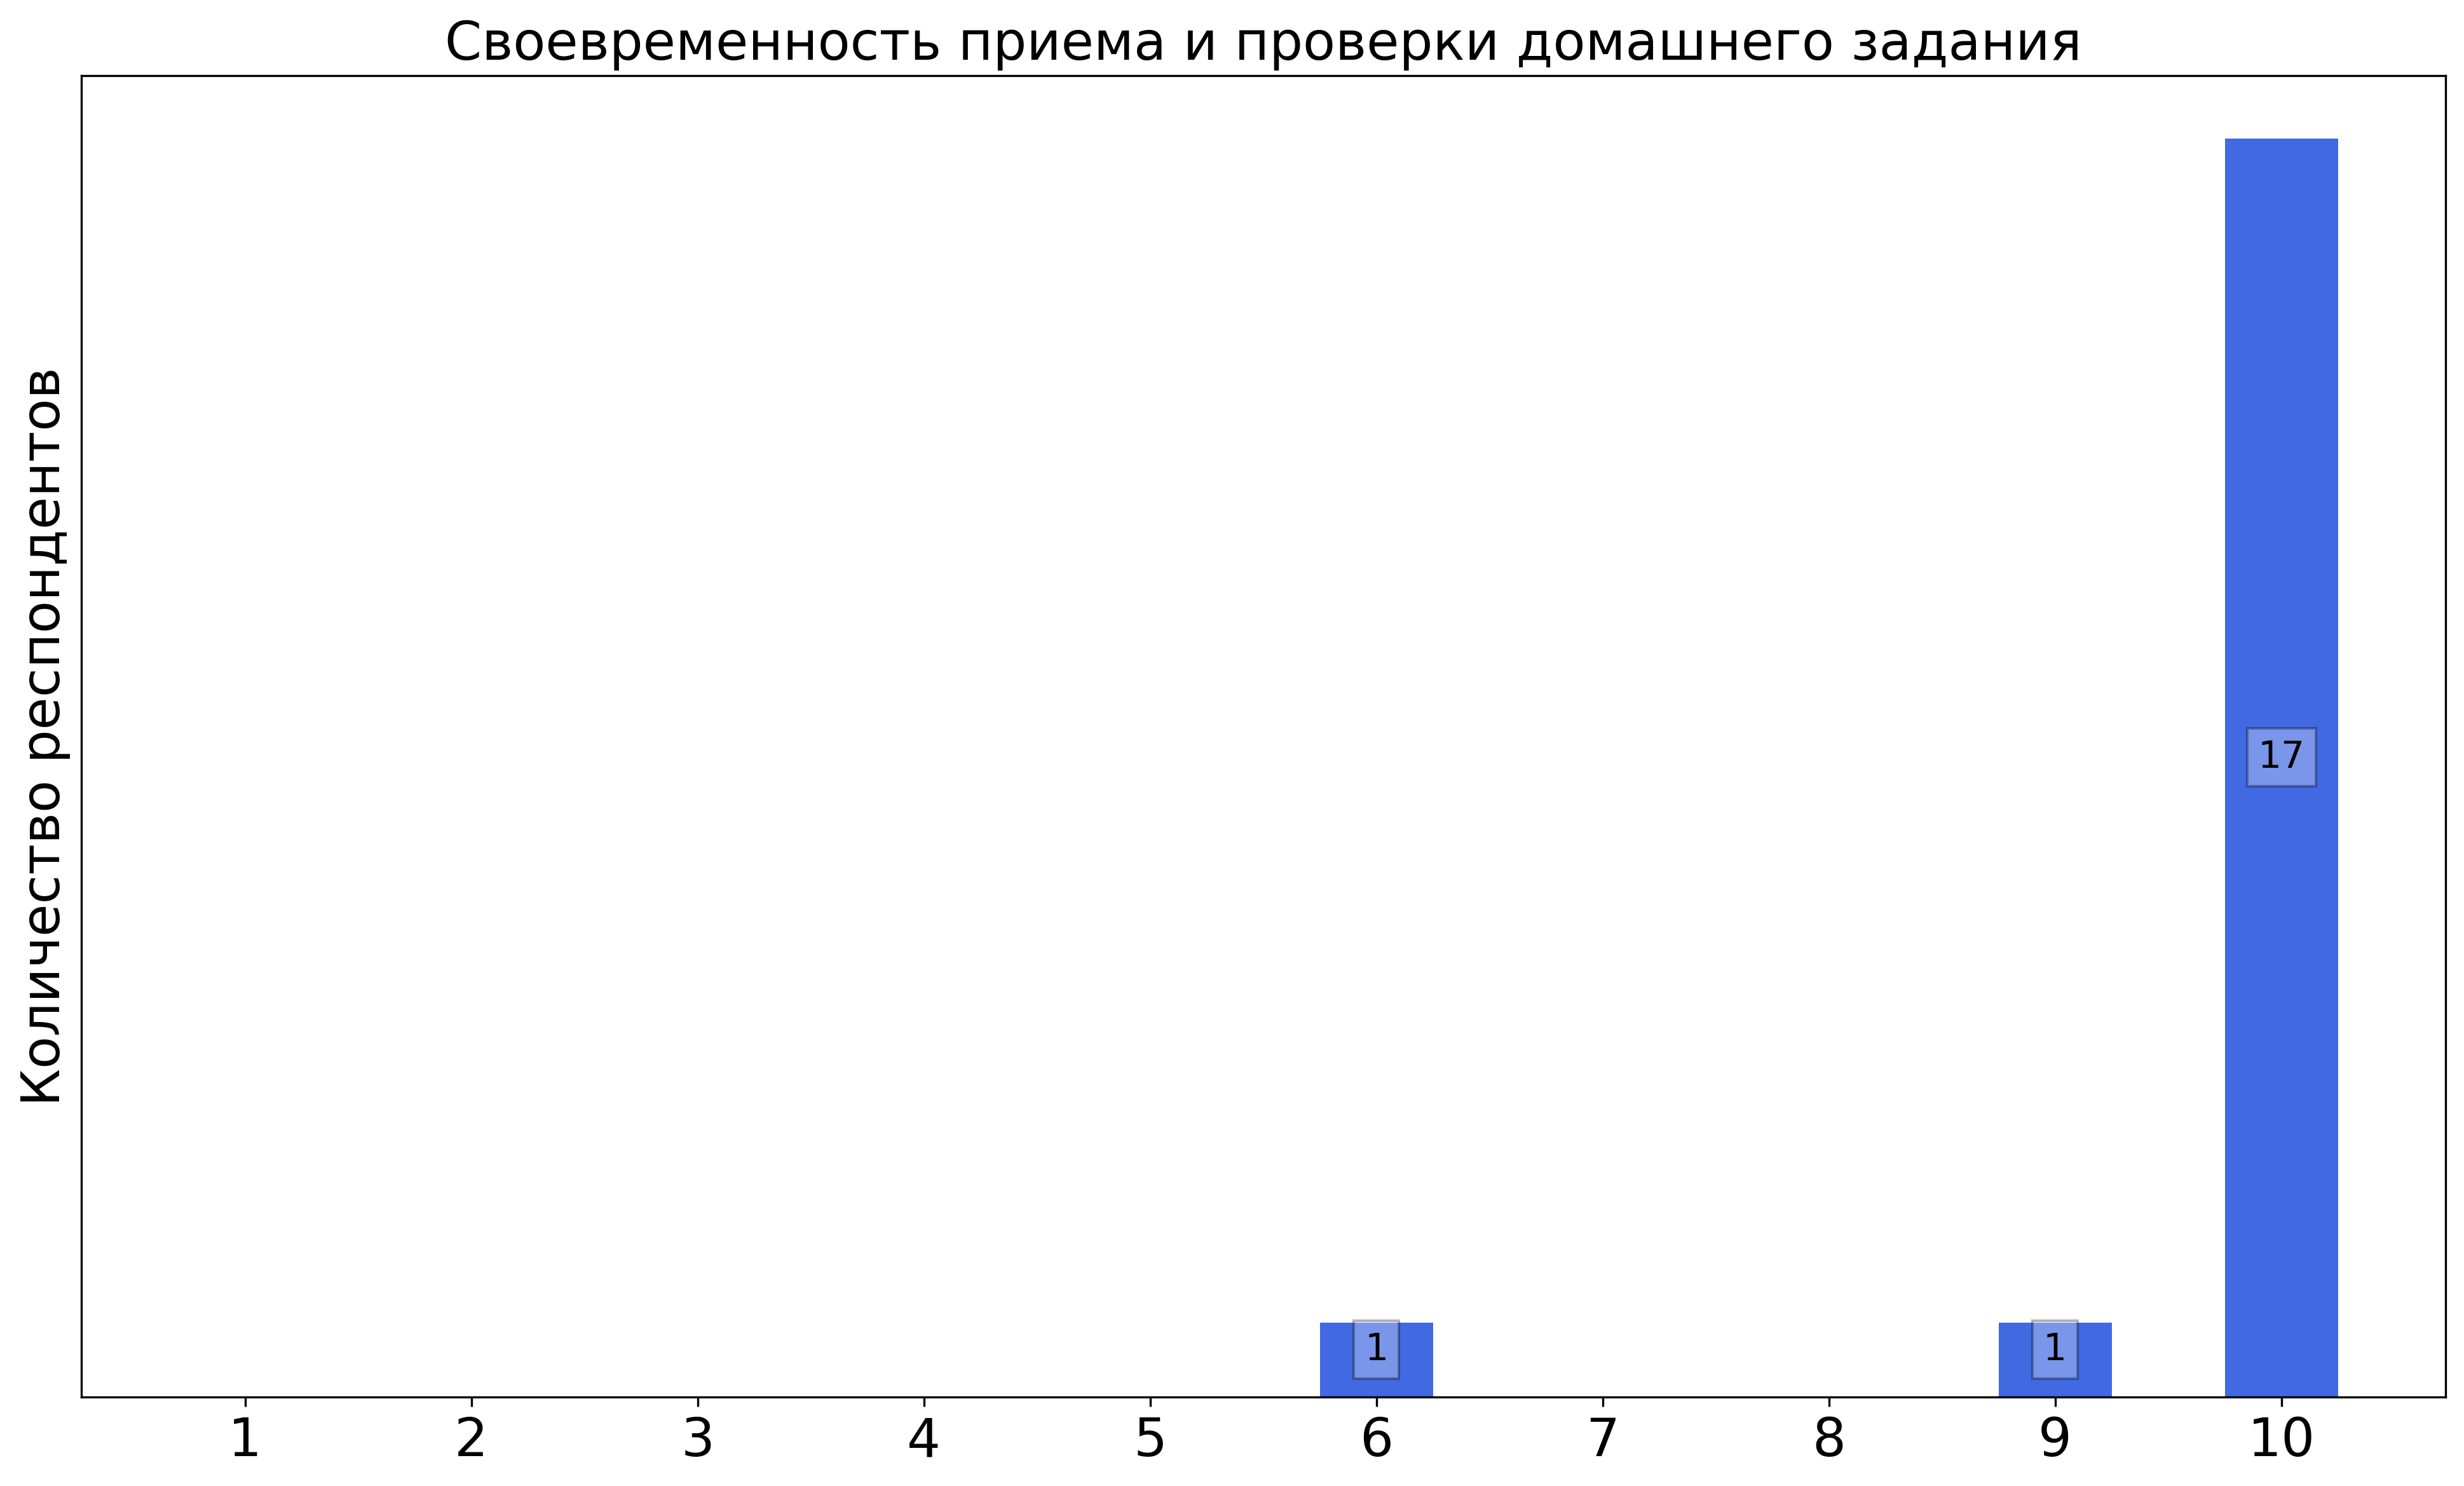 Своевременность приема и проверки домашнего задания
Количество респондентов
17
1
1
1 2 3 4 5 6 7 8 9 10